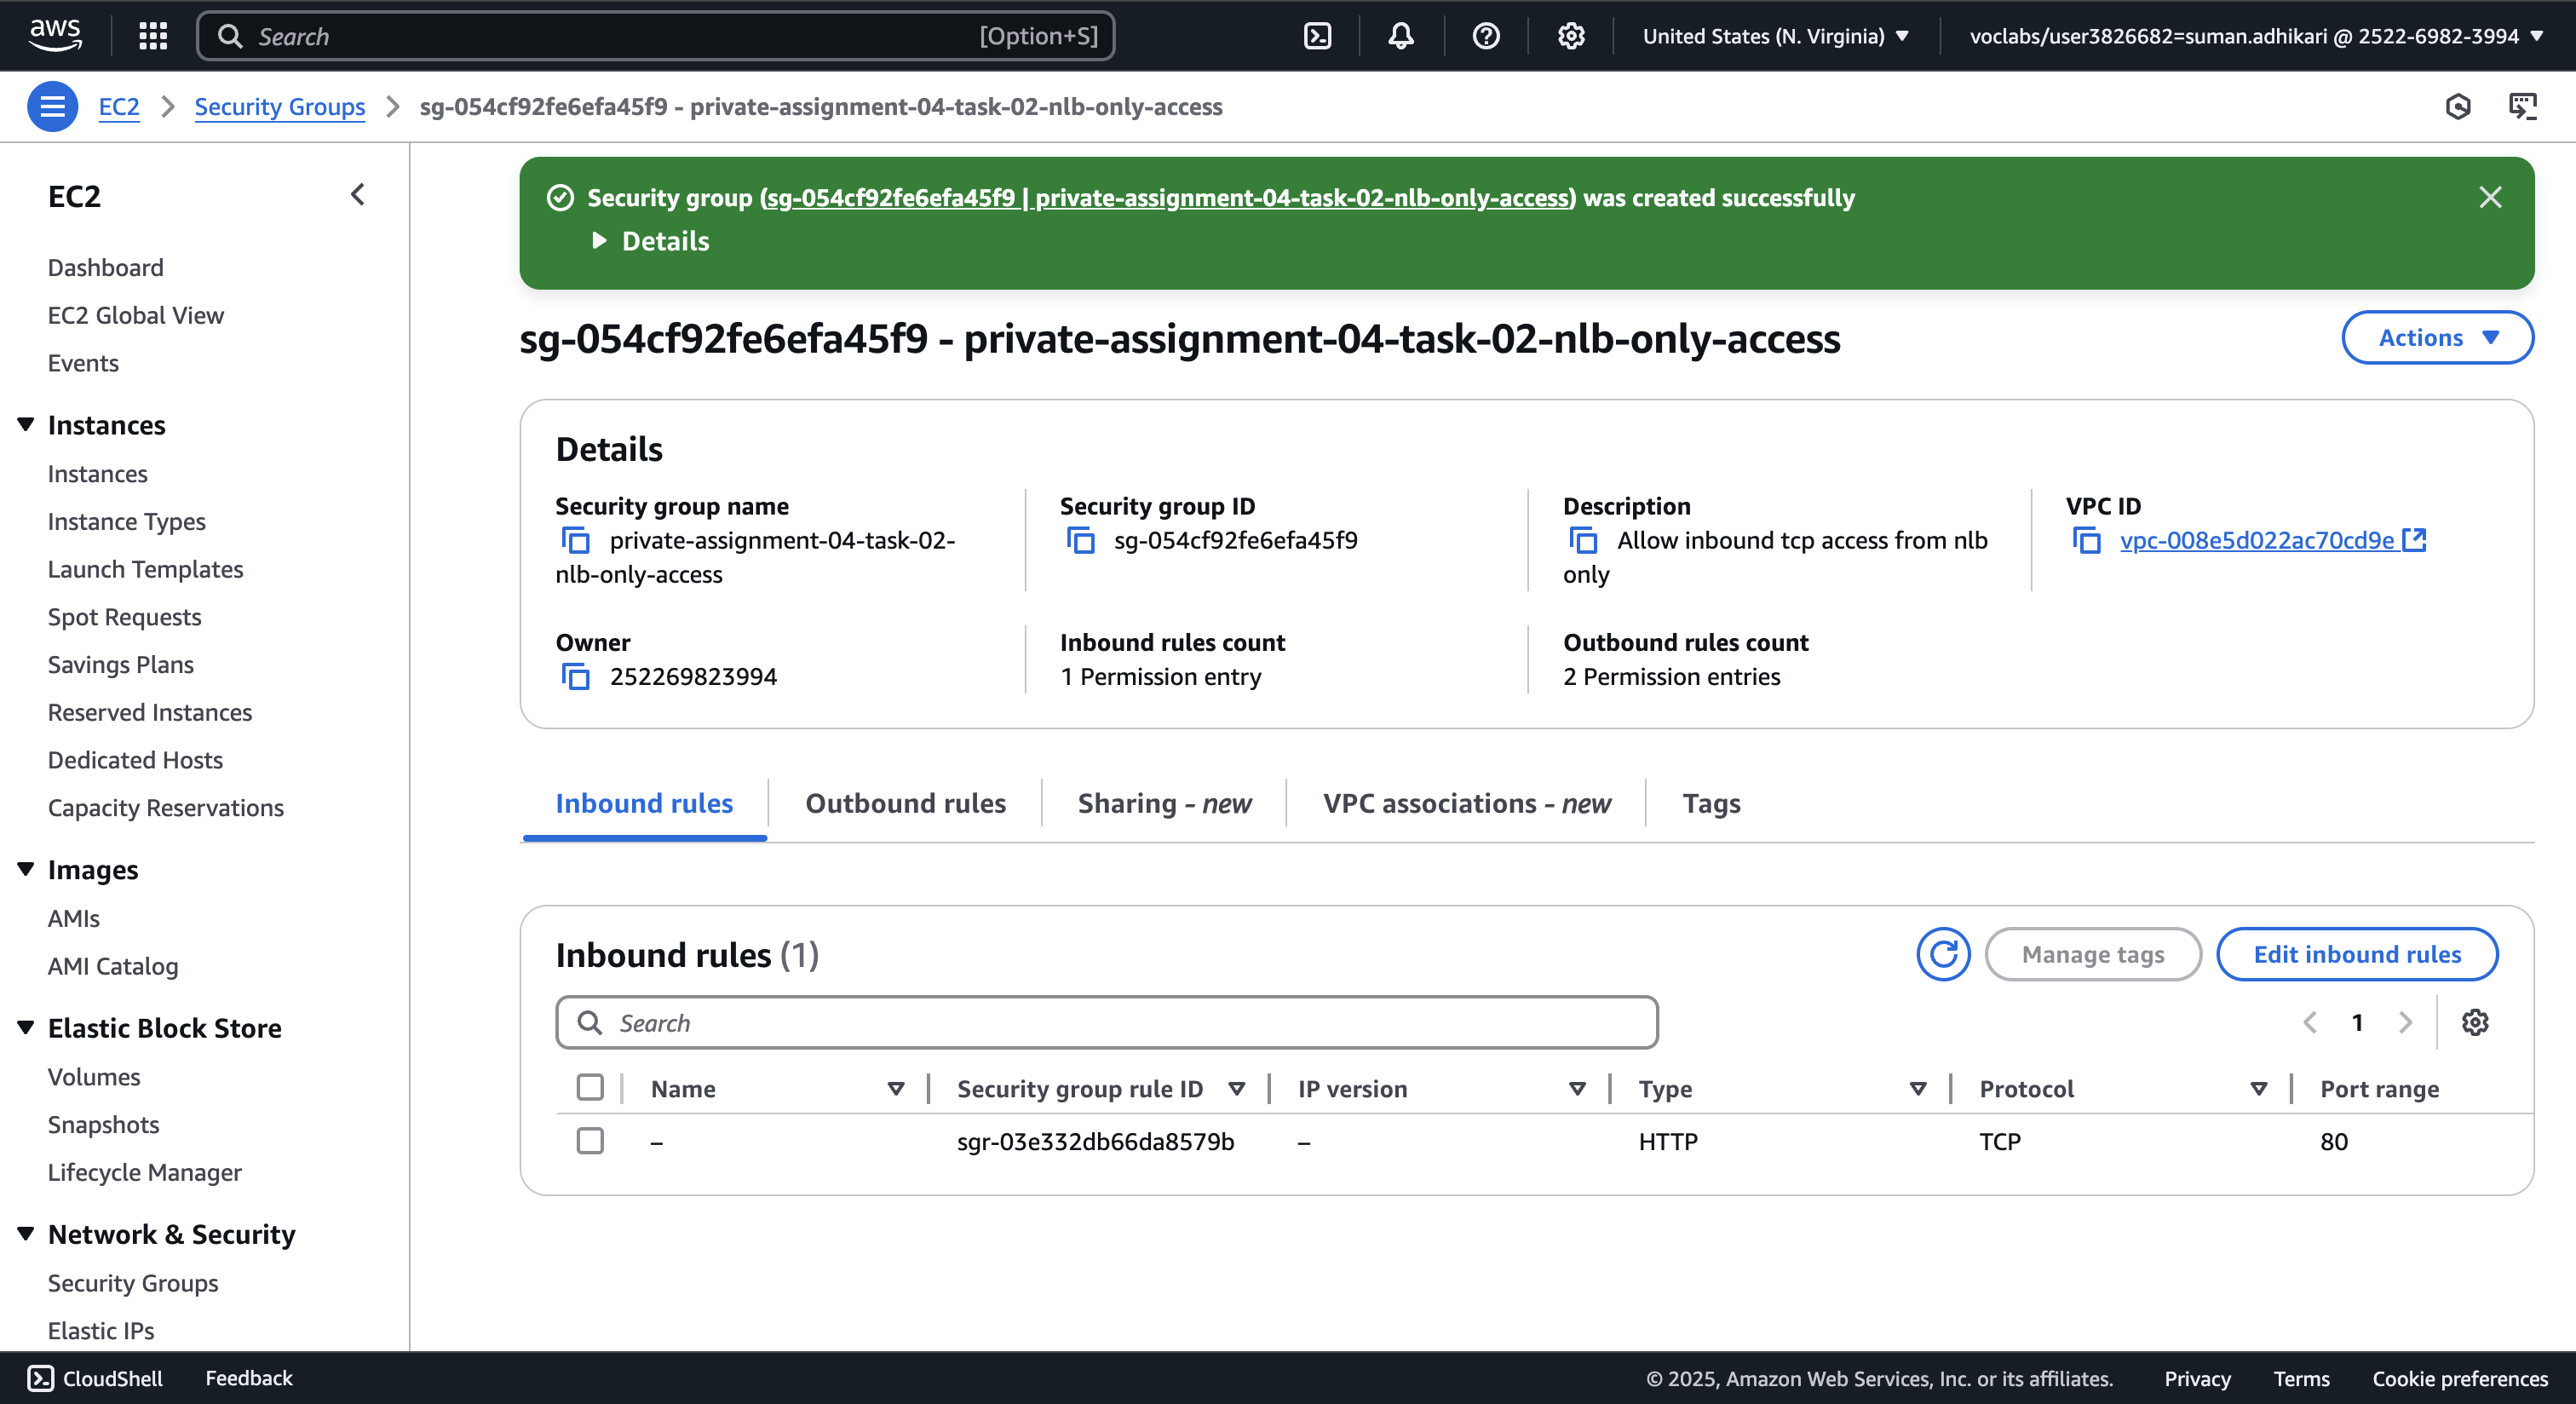 aws
Search [Option+S] United States (N. Virginia) voclabs/user3826682=suman.adhikari @ 2522-6982-3994
EC2 Security Groups sg-054cf92fe6efa45f9 - private-assignment-04-task-02-nlb-only-access
EC2
Dashboard
EC2 Global View
Events
Instances
Instances
Instance Types
Launch Templates
Spot Requests
Savings Plans
Reserved Instances
Dedicated Hosts
Capacity Reservations
Images
AMIs
AMI Catalog
Elastic Block Store
Volumes
Snapshots
Lifecycle Manager
Network & Security
Security Groups
Elastic IPs
Security group (sg-054cf92fe6efa45f9 | private-assignment-04-task-02-nlb-only-access) was created successfully
Details
sg-054cf92fe6efa45f9 - private-assignment-04-task-02-nlb-only-access
Actions
Details
Security group name
private-assignment-04-task-02-
nlb-only-access
Security group ID
sg-054cf92fe6efa45f9
Description
Allow inbound tcp access from nlb
only
VPC ID
vpc-008e5d022ac70cd9e
Owner
252269823994
Inbound rules count
1 Permission entry
Outbound rules count
2 Permission entries
Inbound rules Outbound rules Sharing - new VPC associations - new Tags
Inbound rules (1)
Manage tags Edit inbound rules
Search
1
Name Security group rule ID IP version Type Protocol Port range
– sgr-03e332db66da8579b – HTTP TCP 80
CloudShell Feedback © 2025, Amazon Web Services, Inc. or its affiliates. Privacy Terms Cookie preferences